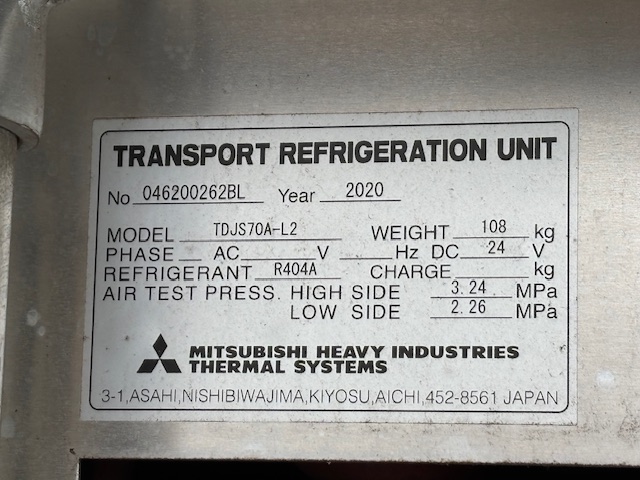 TRANSPORT REFRIGERATION UNIT
No 046200262BL Year 2020
MODEL TDJS70A-L2 WEIGHT 108 kg
PHASE AC V Hz DC 24 V
REFRIGERANT R404A CHARGE kg
AIR TEST PRESS. HIGH SIDE 3.24 MPa
LOW SIDE 2.26 MPa
MITSUBISHI HEAVY INDUSTRIES
THERMAL SYSTEMS
3-1,ASAHI,NISHIBIWAJIMA,KIYOSU,AICHI,452-8561 JAPAN